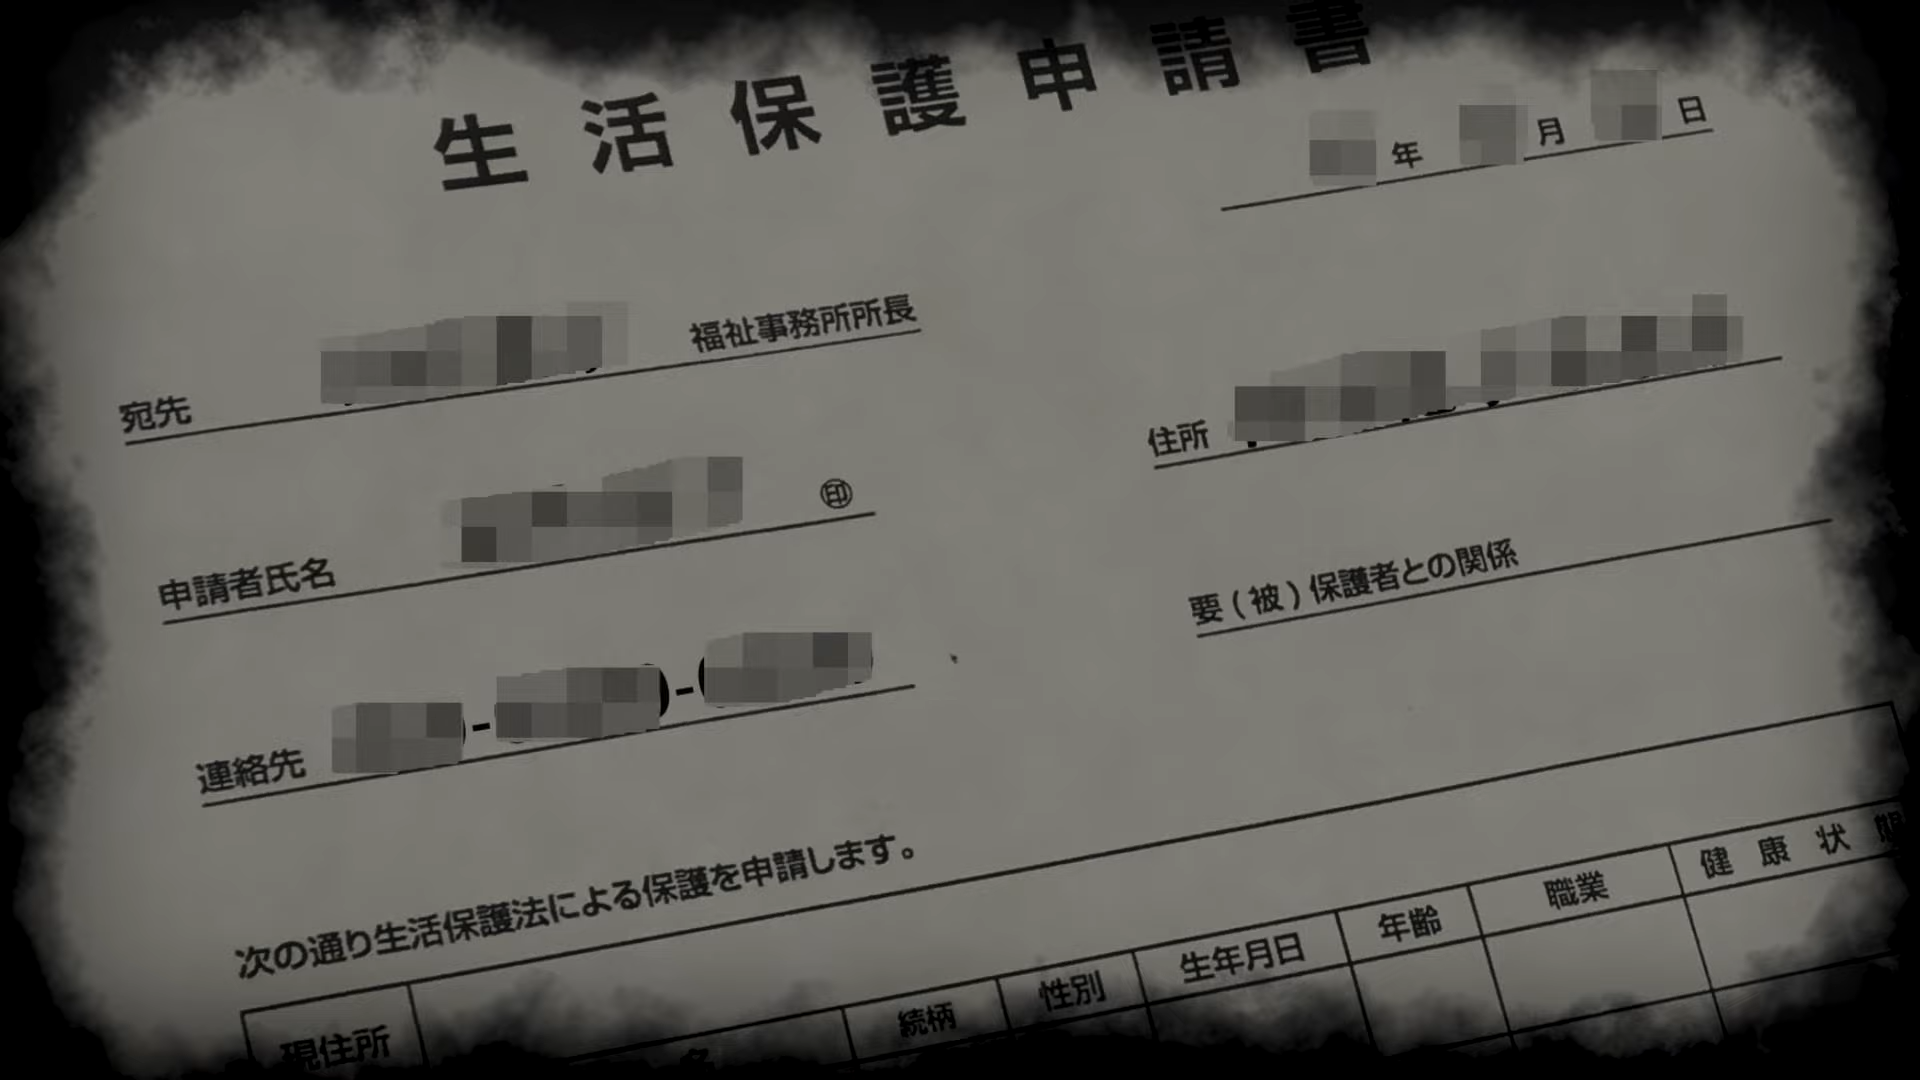 生活保護申請書
年 月 日
宛先 福祉事務所所長
住所
申請者氏名 ㊞
要(被)保護者との関係
連絡先 - -
次の通り生活保護法による保護を申請します。
現住所
名 続柄 性別 生年月日 年齢 職業 健康状態